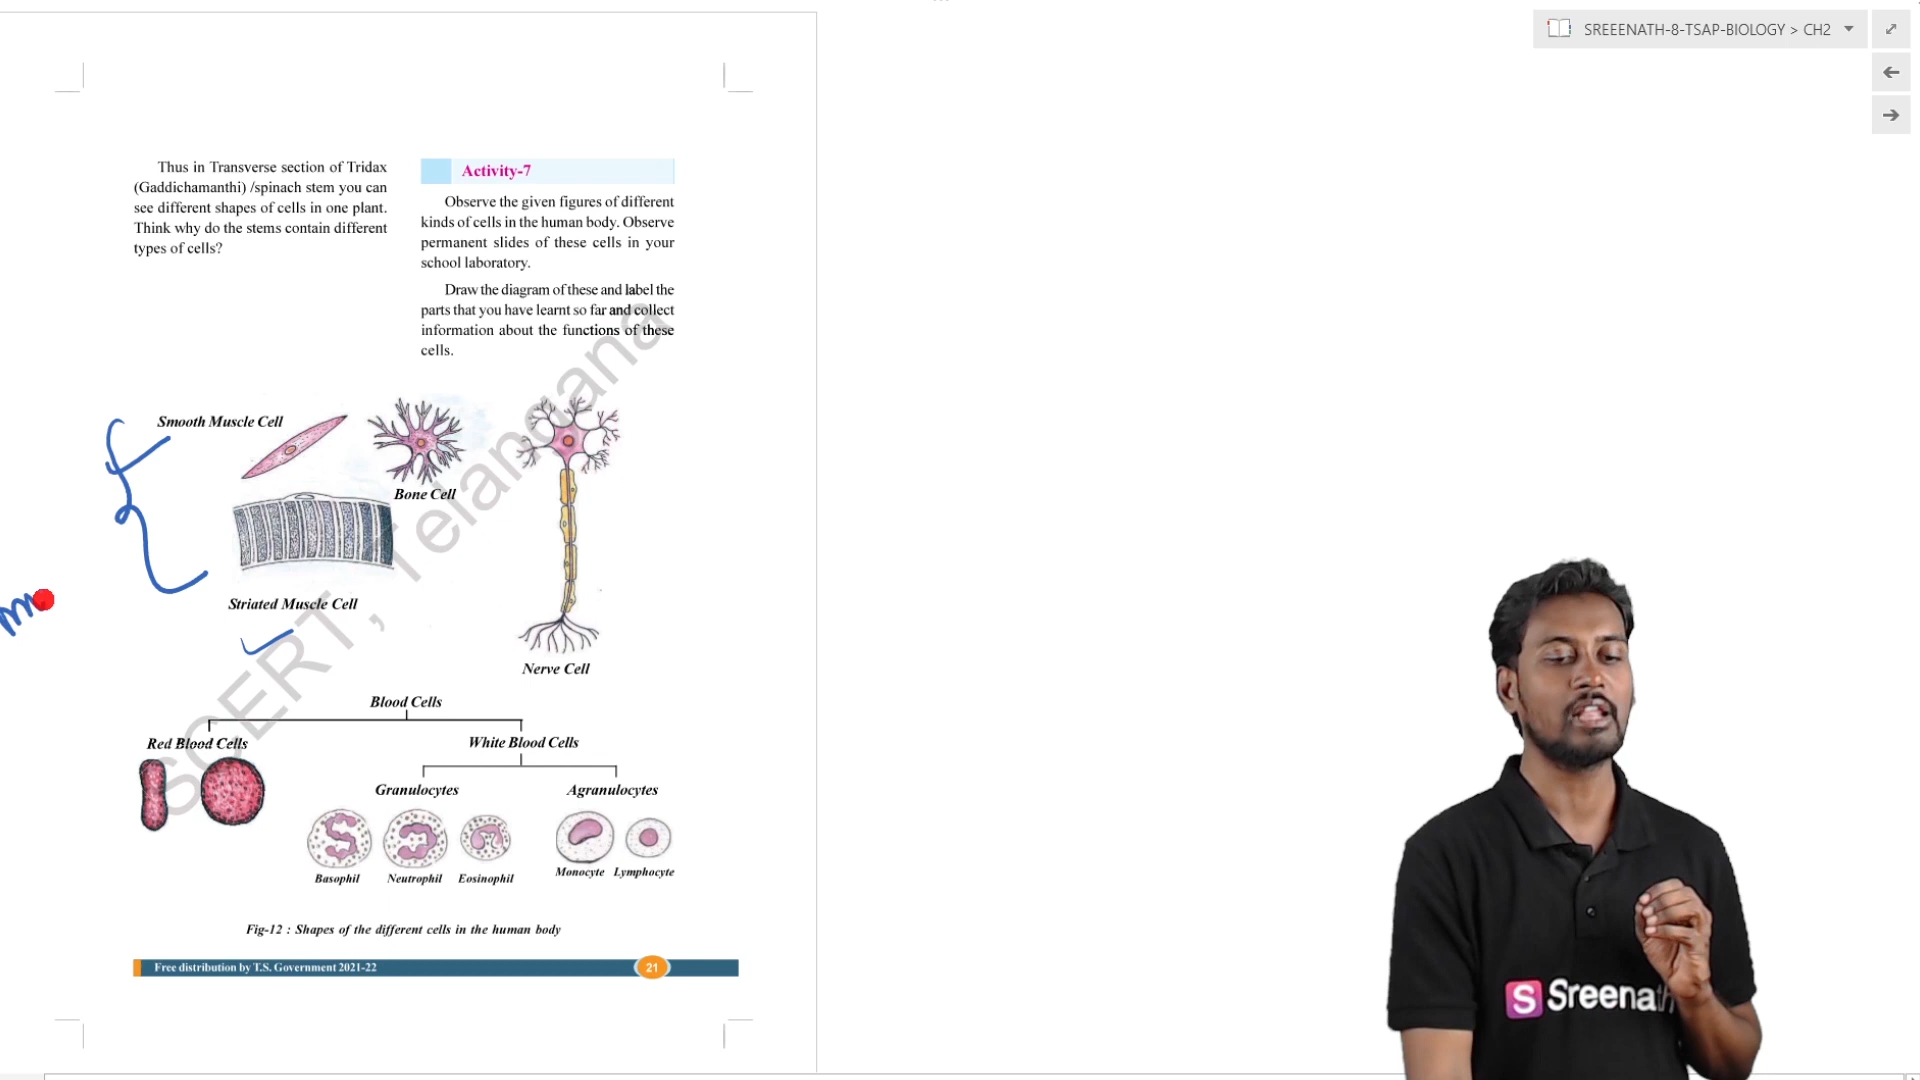 SREEENATH-8-TSAP-BIOLOGY > CH2
Thus in Transverse section of Tridax
(Gaddichamanthi) /spinach stem you can
see different shapes of cells in one plant.
Think why do the stems contain different
types of cells?
Activity-7
Observe the given figures of different
kinds of cells in the human body. Observe
permanent slides of these cells in your
school laboratory.
Draw the diagram of these and label the
parts that you have learnt so far and collect
information about the functions of these
cells.
Smooth Muscle Cell
Bone Cell
Striated Muscle Cell
Nerve Cell
Blood Cells
Red Blood Cells
White Blood Cells
Granulocytes
Agranulocytes
Basophil
Neutrophil
Eosinophil
Monocyte
Lymphocyte
Fig-12 : Shapes of the different cells in the human body
Free distribution by T.S. Government 2021-22
21
SCERT, Telangana
S Sreenath